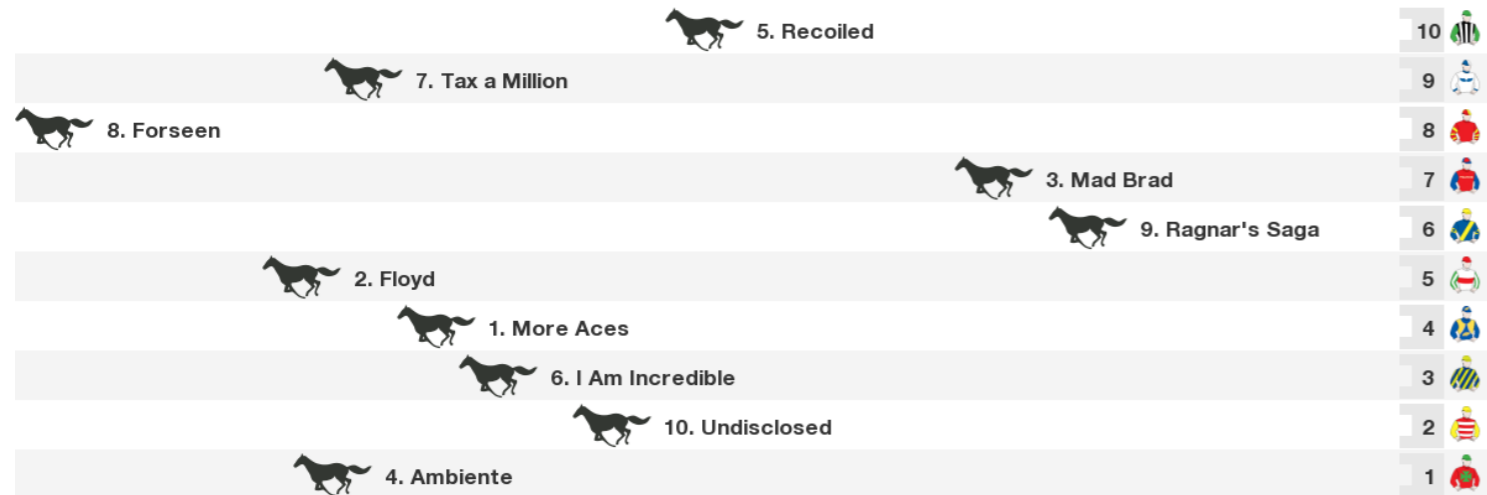 5. Recoiled 10
7. Tax a Million 9
8. Forseen 8
3. Mad Brad 7
9. Ragnar's Saga 6
2. Floyd 5
1. More Aces 4
6. I Am Incredible 3
10. Undisclosed 2
4. Ambiente 1